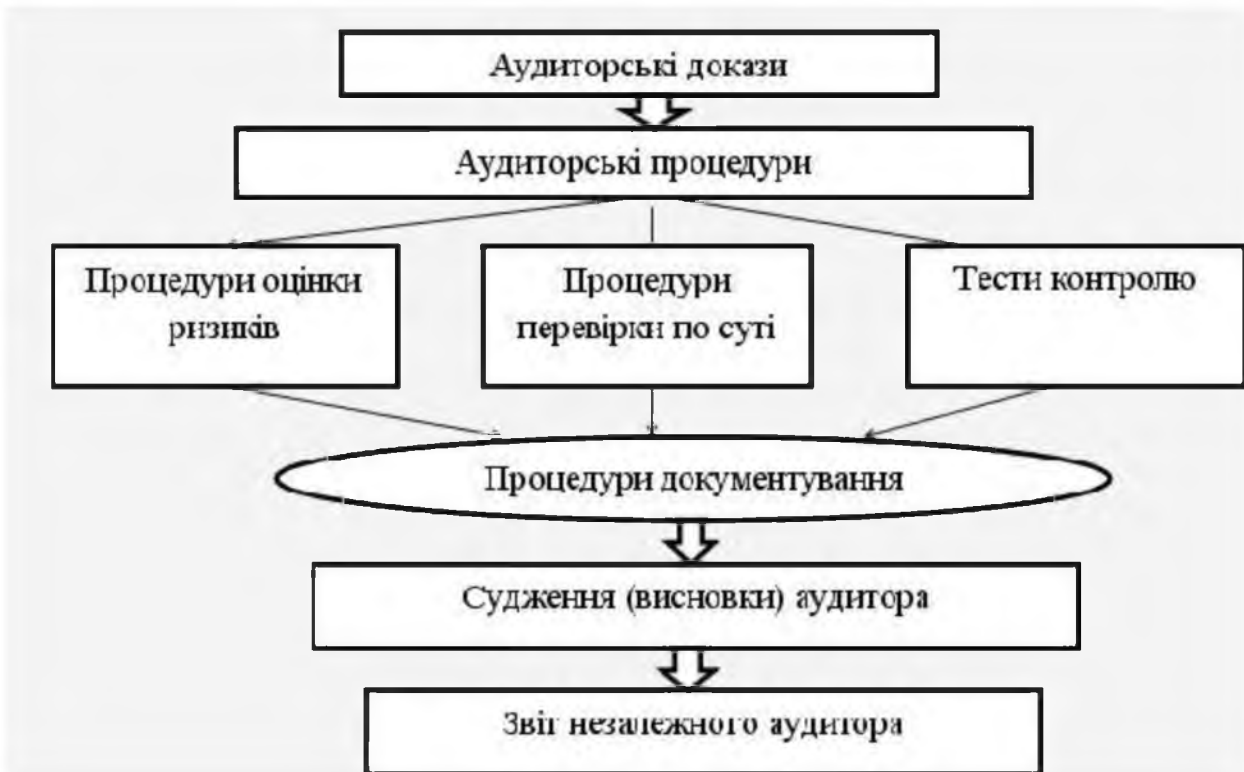 Аудиторські докази
Аудиторські процедури
Процедури оцінки
ризиків
Процедури
перевірки по суті
Тести контролю
Процедури документування
Судження (висновки) аудитора
Звіт незалежного аудитора